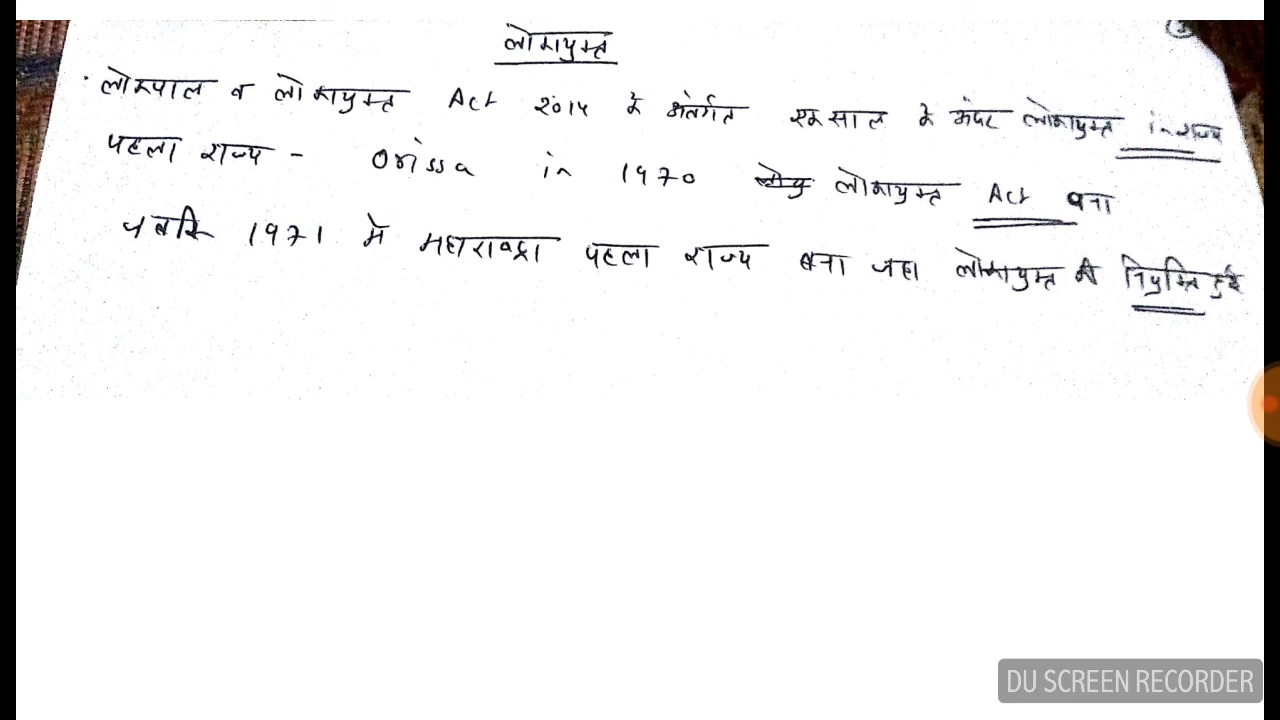 लोकायुक्त
• लोकपाल व लोकायुक्त Act 2014 के अंतर्गत एक साल के अंदर लोकायुक्त in राज्य
पहला राज्य - Orissa in 1970 लोकायुक्त Act बना
जबकि 1971 में महाराष्ट्रा पहला राज्य बना जहा लोकायुक्त की नियुक्ति हुई
DU SCREEN RECORDER